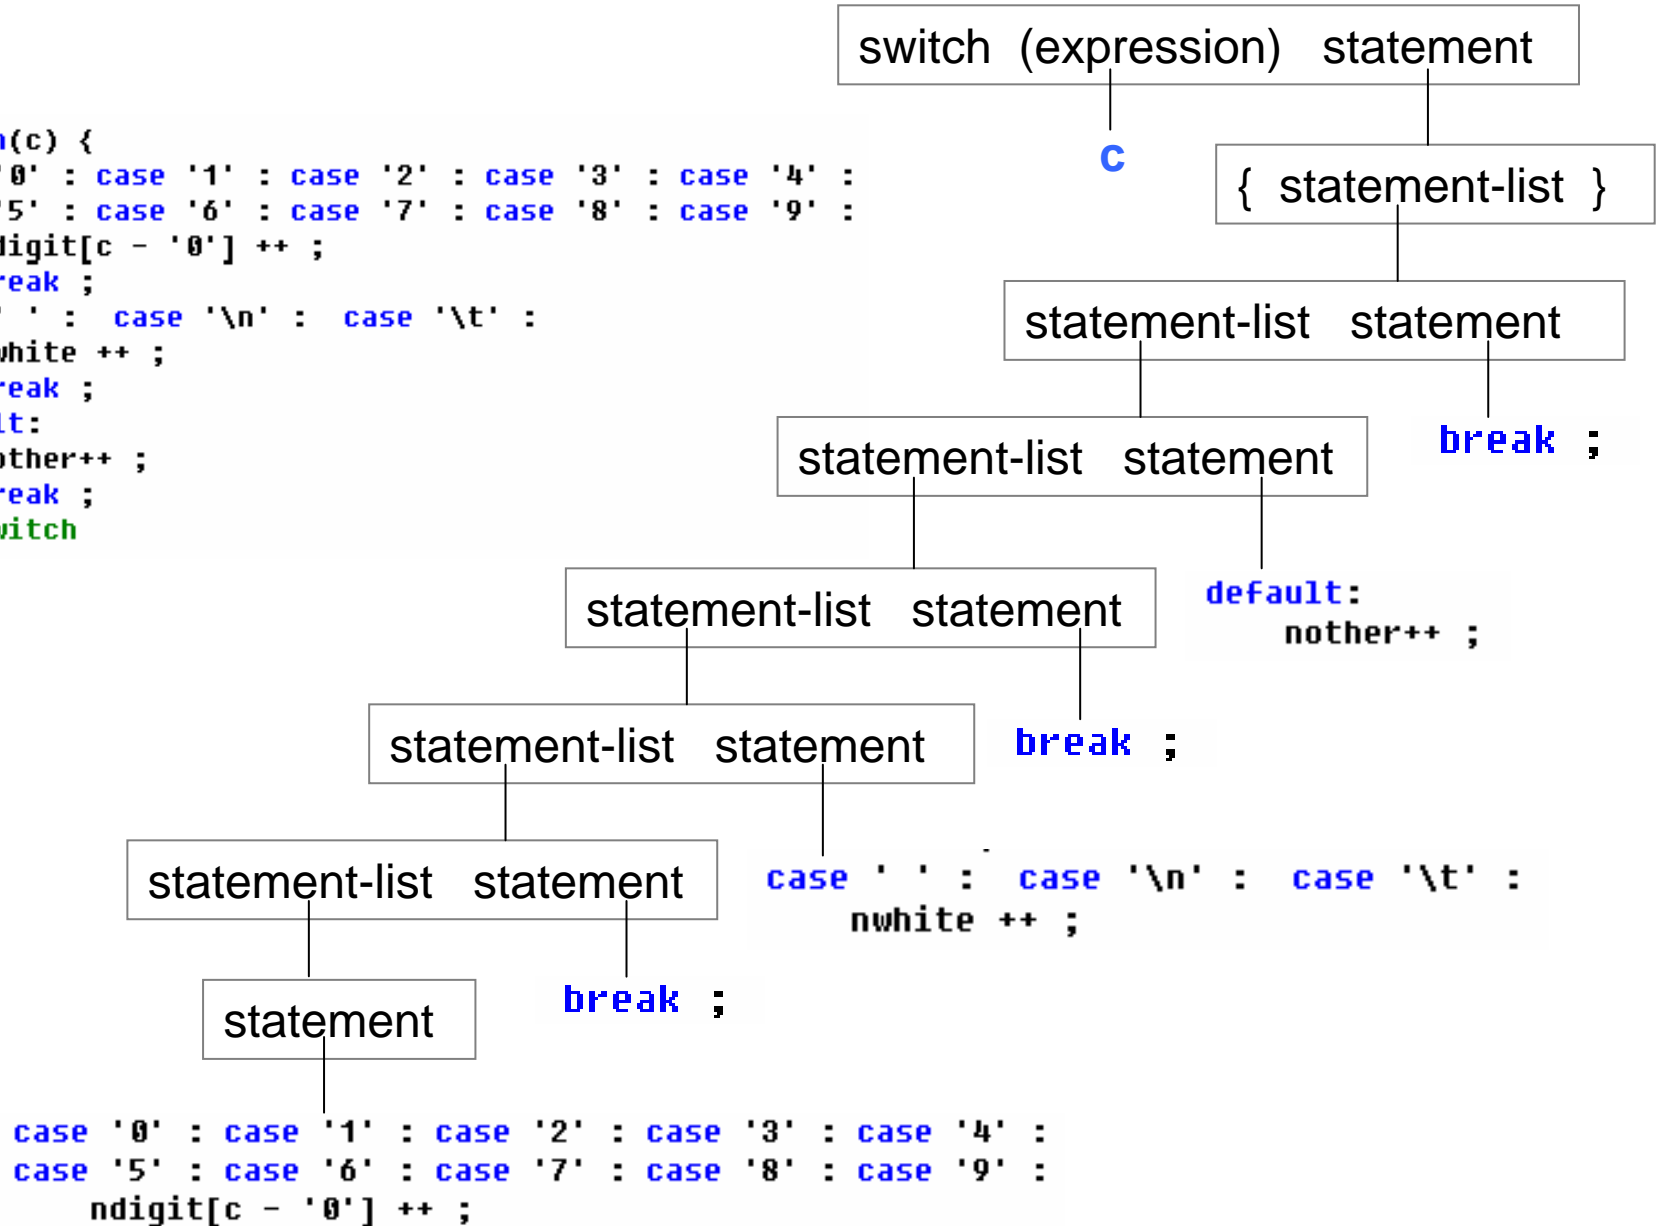 switch (expression) statement
c
{ statement-list }
(c) {
'0' : case '1' : case '2' : case '3' : case '4' :
'5' : case '6' : case '7' : case '8' : case '9' :
digit[c - '0'] ++ ;
reak ;
' ' : case '\n' : case '\t' :
white ++ ;
reak ;
lt:
other++ ;
reak ;
witch
statement-list statement
break ;
statement-list statement
default:
nother++ ;
statement-list statement
break ;
statement-list statement
case ' ' : case '\n' : case '\t' :
nwhite ++ ;
statement-list statement
break ;
statement
case '0' : case '1' : case '2' : case '3' : case '4' :
case '5' : case '6' : case '7' : case '8' : case '9' :
ndigit[c - '0'] ++ ;